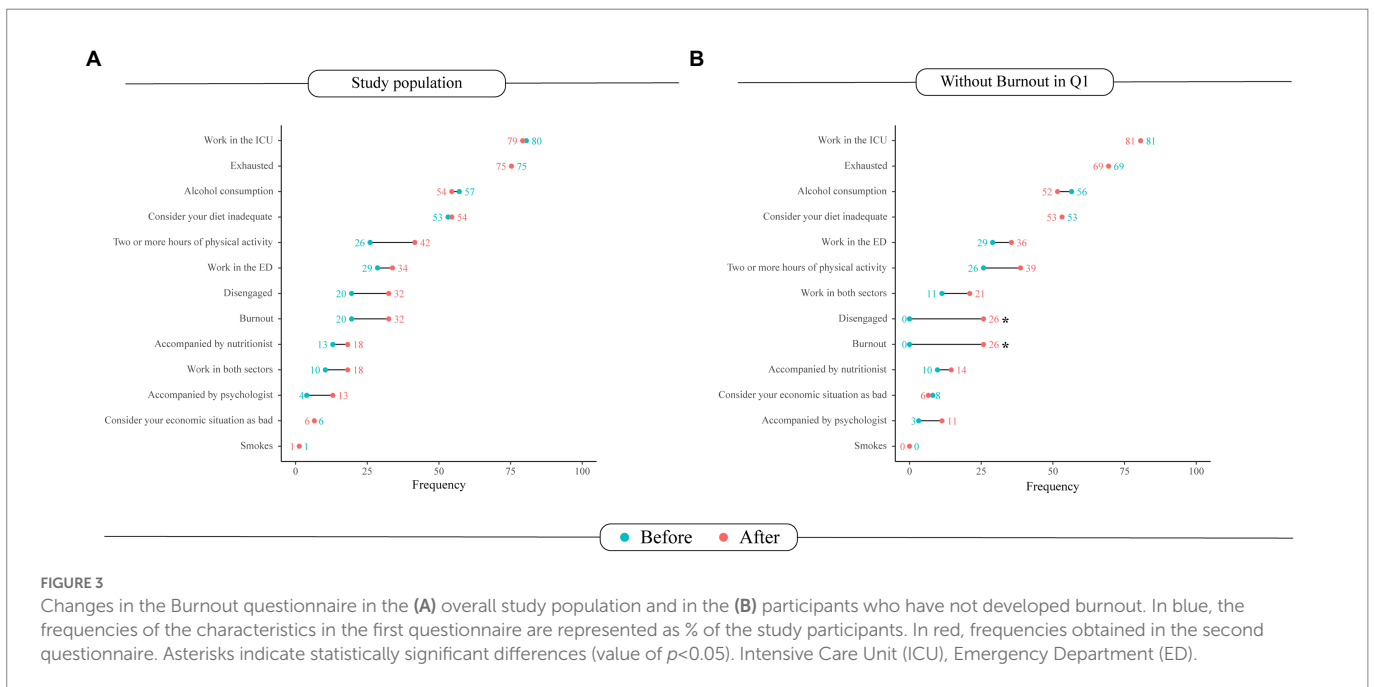 A
Study population
Work in the ICU 79 80
Exhausted 75 75
Alcohol consumption 54 57
Consider your diet inadequate 53 54
Two or more hours of physical activity 26 42
Work in the ED 29 34
Disengaged 20 32
Burnout 20 32
Accompanied by nutritionist 13 18
Work in both sectors 10 18
Accompanied by psychologist 4 13
Consider your economic situation as bad 6 6
Smokes 1 1
0 25 50 75 100
Frequency
B
Without Burnout in Q1
Work in the ICU 81 81
Exhausted 69 69
Alcohol consumption 52 56
Consider your diet inadequate 53 53
Work in the ED 29 36
Two or more hours of physical activity 26 39
Work in both sectors 11 21
Disengaged 0 26 *
Burnout 0 26 *
Accompanied by nutritionist 10 14
Consider your economic situation as bad 6 8
Accompanied by psychologist 3 11
Smokes 0 0
0 25 50 75 100
Frequency
Before After
FIGURE 3
Changes in the Burnout questionnaire in the (A) overall study population and in the (B) participants who have not developed burnout. In blue, the
frequencies of the characteristics in the first questionnaire are represented as % of the study participants. In red, frequencies obtained in the second
questionnaire. Asterisks indicate statistically significant differences (value of p<0.05). Intensive Care Unit (ICU), Emergency Department (ED).